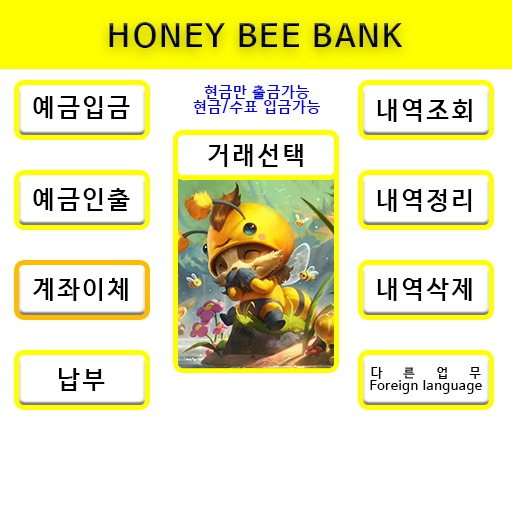 HONEY BEE BANK
현금만 출금가능
현금/수표 입금가능
예금입금
예금인출
계좌이체
납부
거래선택
내역조회
내역정리
내역삭제
다 른 업 무
Foreign language